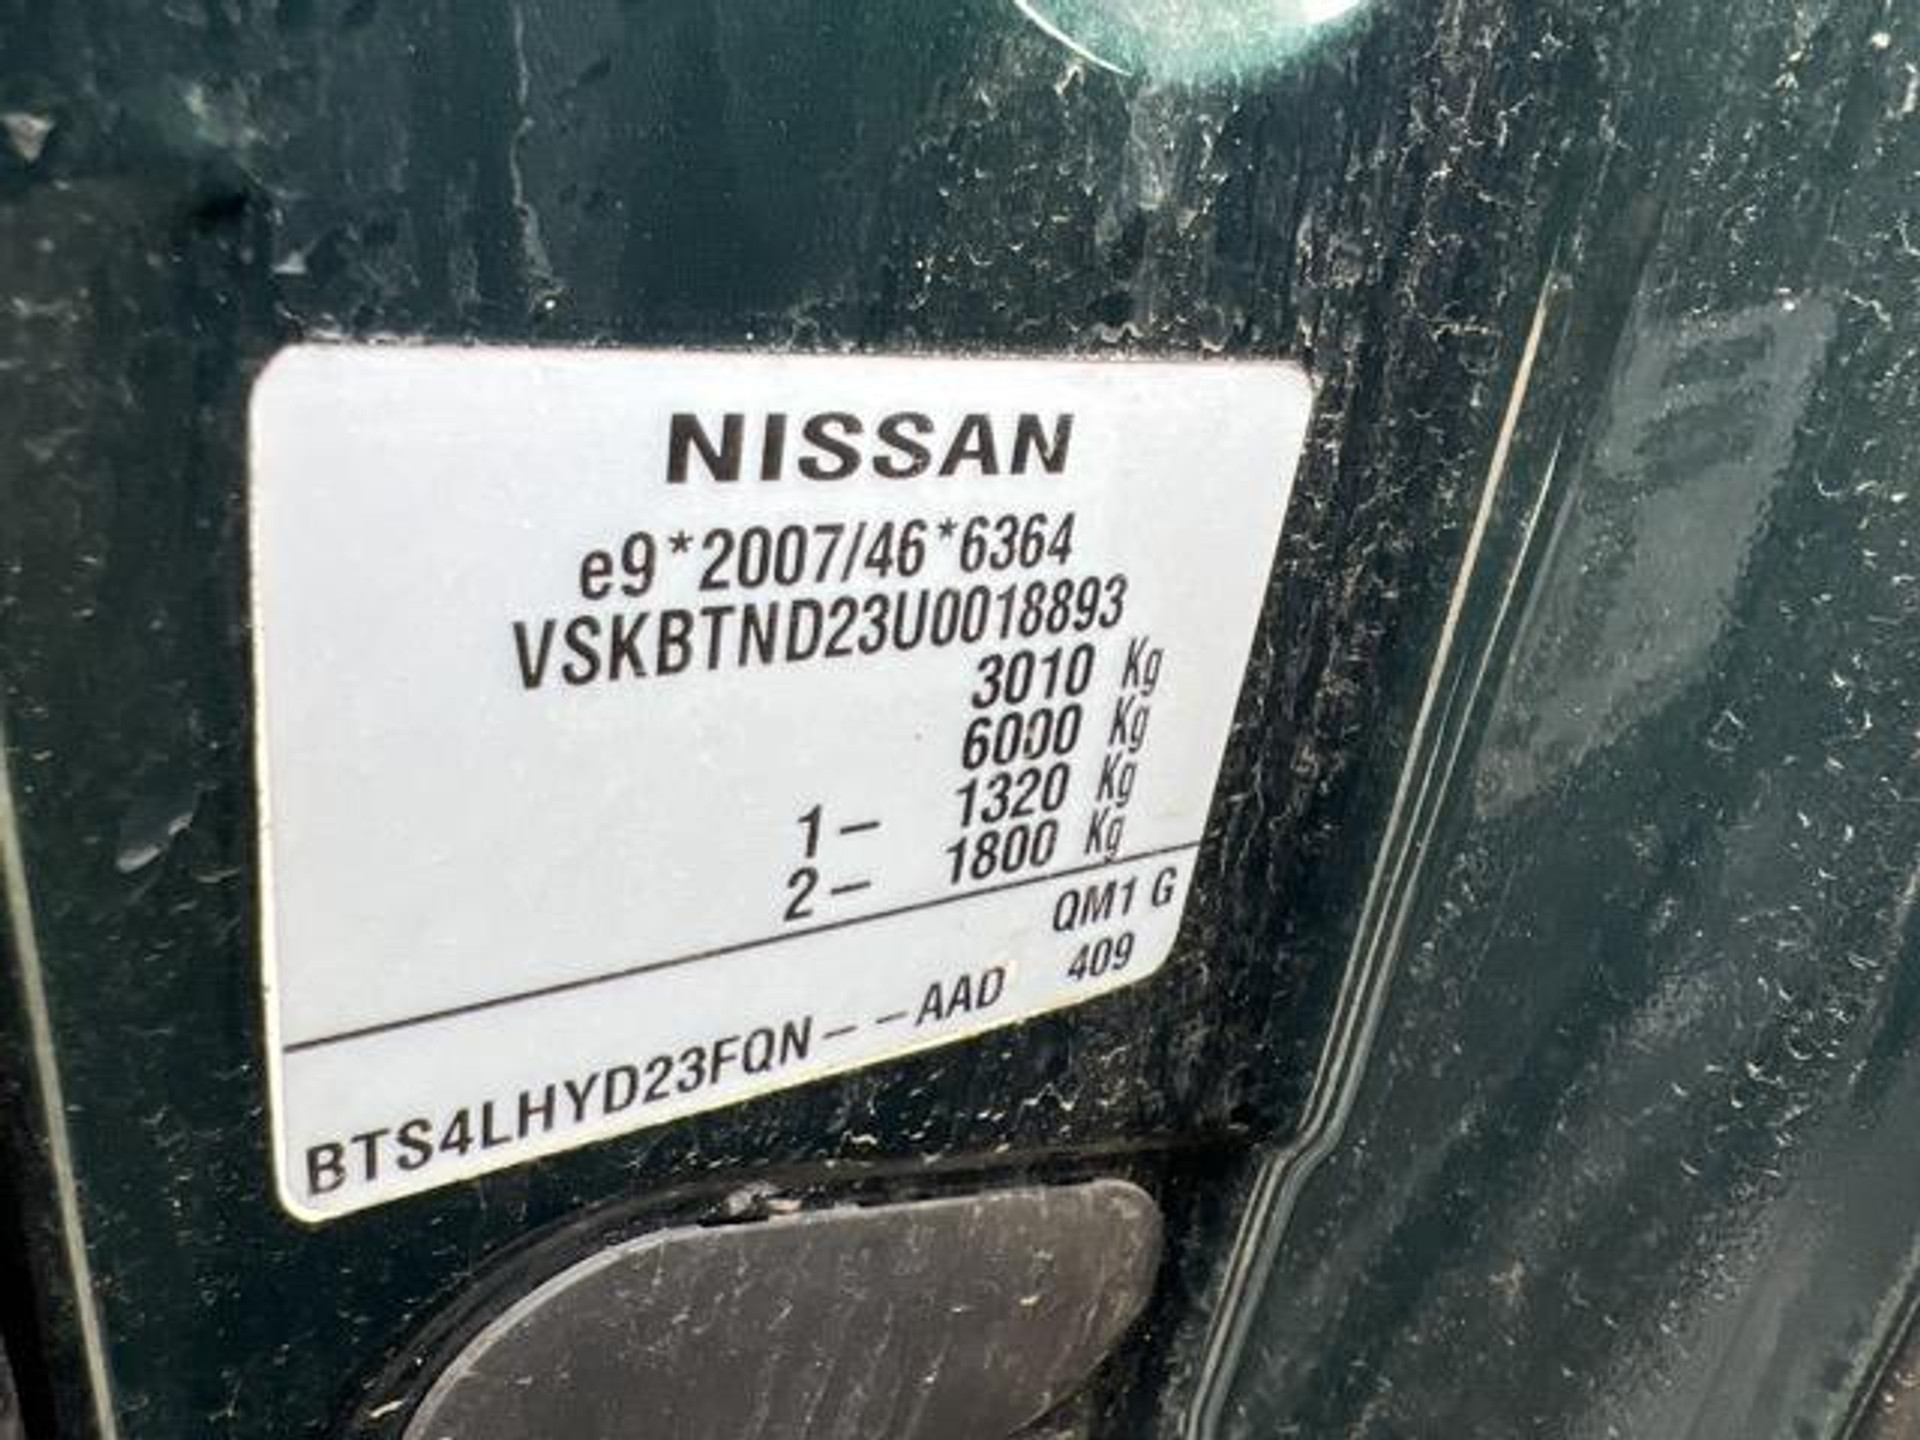 NISSAN
e9*2007/46*6364
VSKBTND23U0018893
3010 Kg
6000 Kg
1- 1320 Kg
2- 1800 Kg
QM1 G
BTS4LHYD23FQN--AAD 409